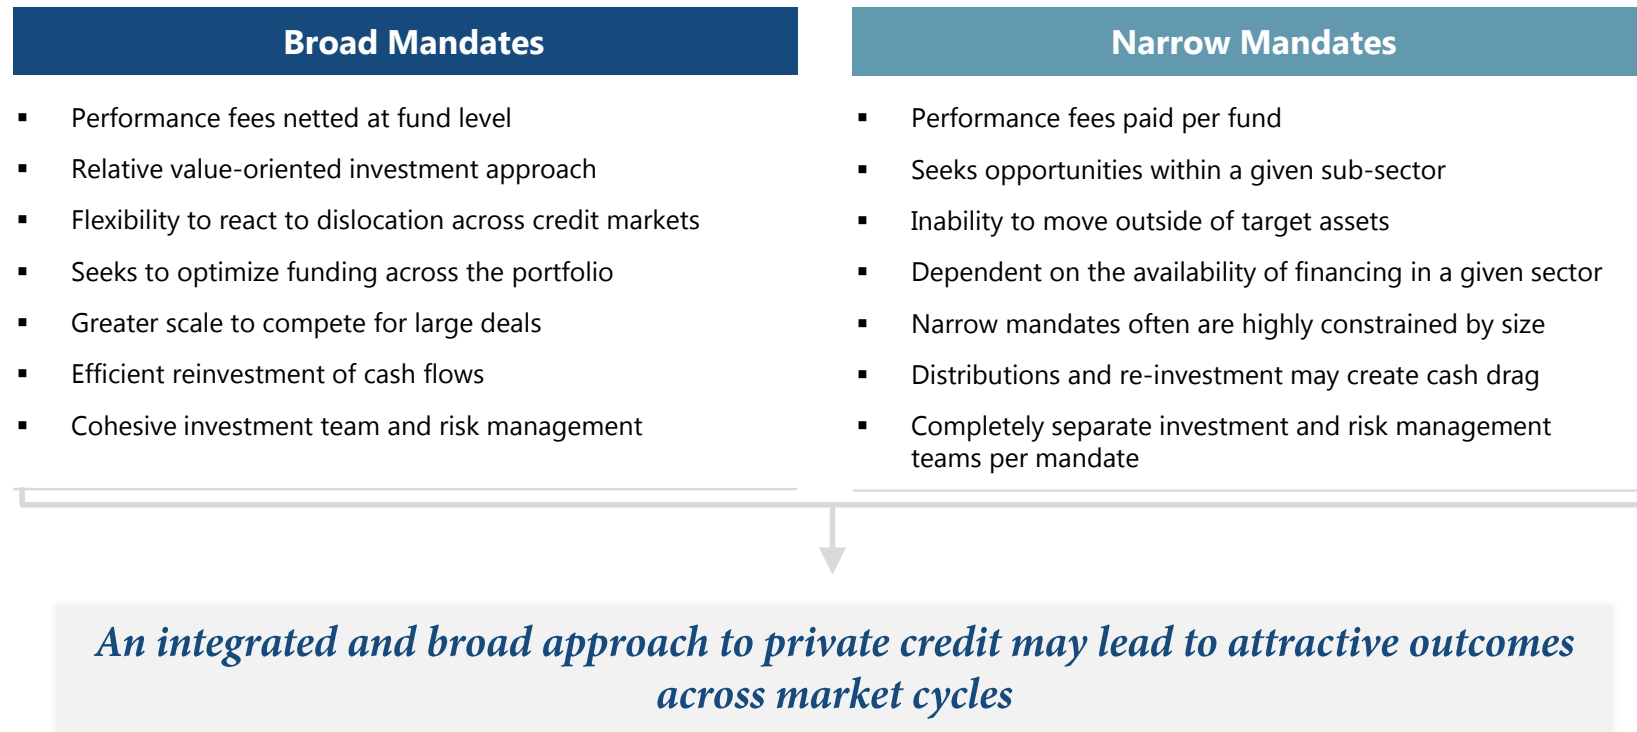 Broad Mandates
▪ Performance fees netted at fund level
▪ Relative value-oriented investment approach
▪ Flexibility to react to dislocation across credit markets
▪ Seeks to optimize funding across the portfolio
▪ Greater scale to compete for large deals
▪ Efficient reinvestment of cash flows
▪ Cohesive investment team and risk management
Narrow Mandates
▪ Performance fees paid per fund
▪ Seeks opportunities within a given sub-sector
▪ Inability to move outside of target assets
▪ Dependent on the availability of financing in a given sector
▪ Narrow mandates often are highly constrained by size
▪ Distributions and re-investment may create cash drag
▪ Completely separate investment and risk management
teams per mandate
An integrated and broad approach to private credit may lead to attractive outcomes
across market cycles